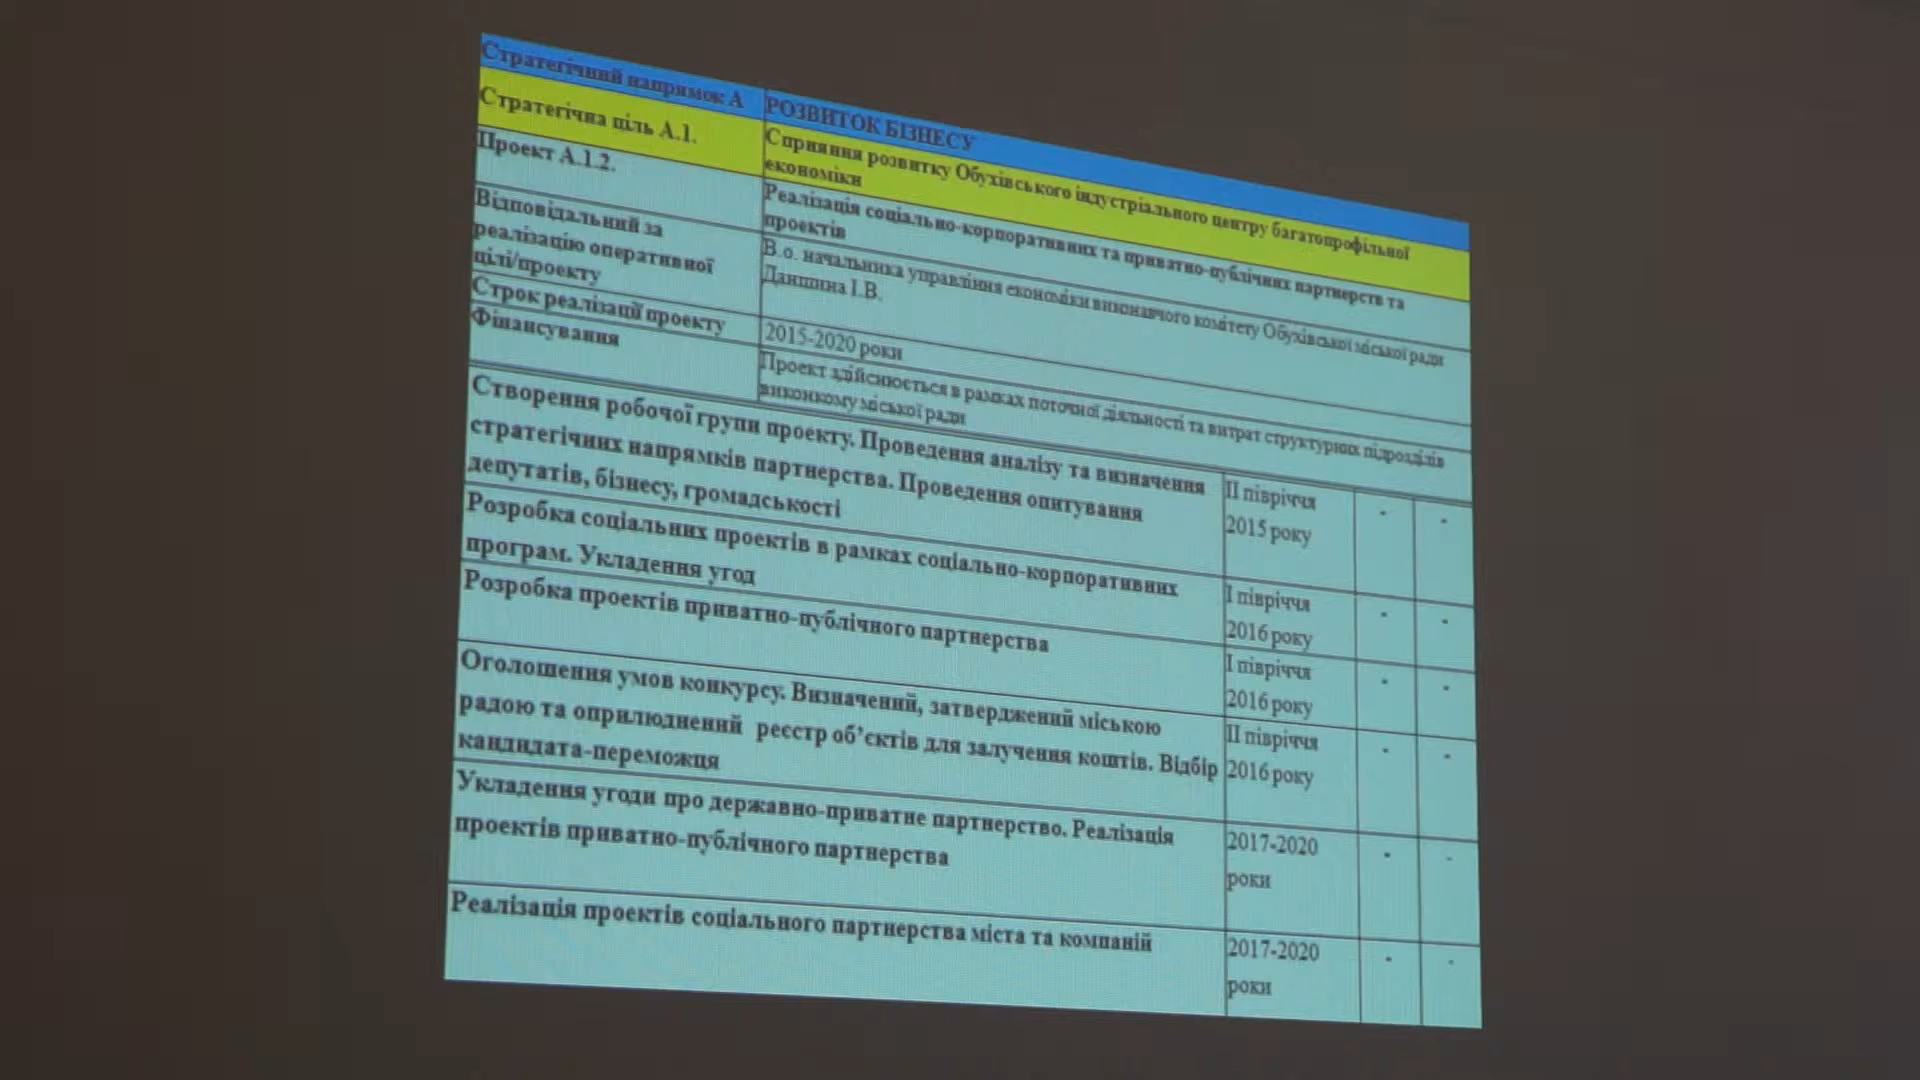 Стратегічний напрямок А
РОЗВИТОК БІЗНЕСУ
Стратегічна ціль А.1.
Сприяння розвитку Обухівського індустріального центру багатопрофільної
економіки
Проект А.1.2.
Реалізація соціально-корпоративних та приватно-публічних партнерств та
проектів
Відповідальний за
реалізацію оперативної
цілі/проекту
В.о. начальника управління економіки виконавчого комітету Обухівської міської ради
Даншина І.В.
Строк реалізації проекту
2015-2020 роки
Фінансування
Проект здійснюється в рамках поточної діяльності та витрат структурних підрозділів
виконкому міської ради
Створення робочої групи проекту. Проведення аналізу та визначення
стратегічних напрямків партнерства. Проведення опитування
депутатів, бізнесу, громадськості
ІІ півріччя
2015 року
-
-
Розробка соціальних проектів в рамках соціально-корпоративних
програм. Укладення угод
І півріччя
2016 року
-
-
Розробка проектів приватно-публічного партнерства
І півріччя
2016 року
-
-
Оголошення умов конкурсу. Визначений, затверджений міською
радою та оприлюднений реєстр об’єктів для залучення коштів. Відбір
кандидата-переможця
ІІ півріччя
2016 року
-
-
Укладення угоди про державно-приватне партнерство. Реалізація
проектів приватно-публічного партнерства
2017-2020
роки
-
-
Реалізація проектів соціального партнерства міста та компаній
2017-2020
роки
-
-